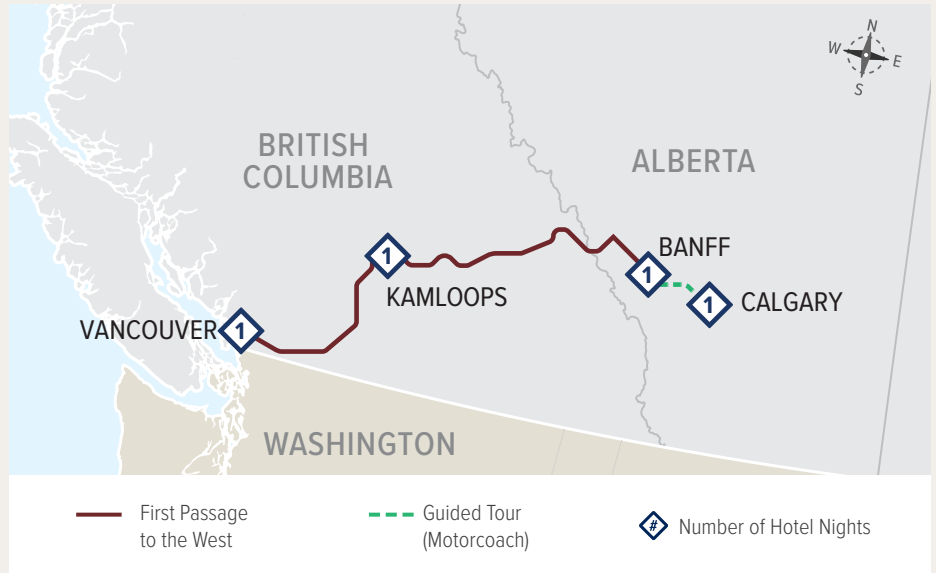 N
W
E
S
BRITISH
COLUMBIA
ALBERTA
BANFF
1
1
KAMLOOPS
1
CALGARY
VANCOUVER
1
WASHINGTON
First Passage
to the West
Guided Tour
(Motorcoach)
# Number of Hotel Nights